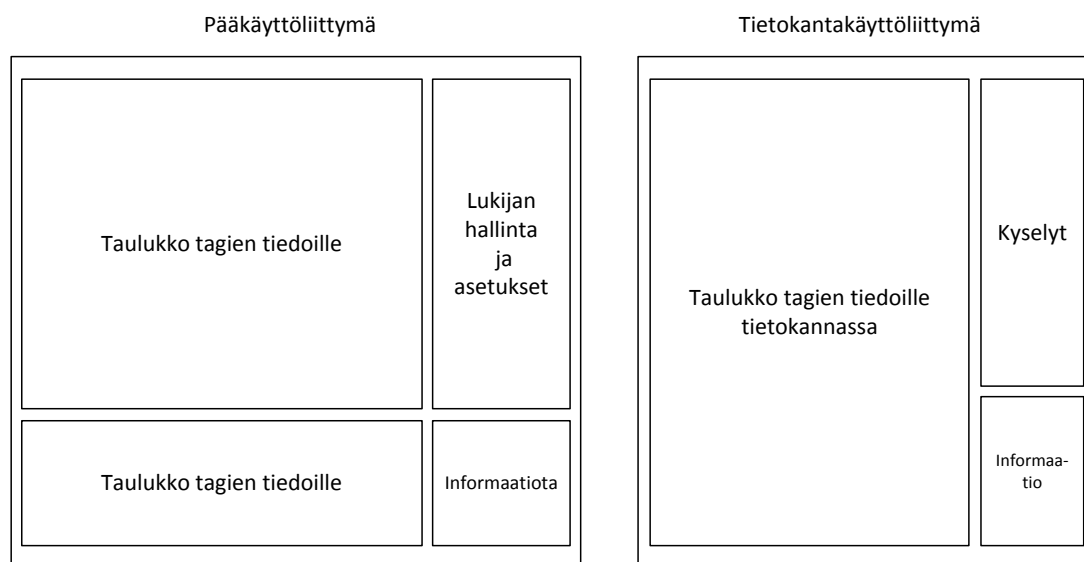 Pääkäyttöliittymä
Taulukko tagien tiedoille
Lukijan
hallinta
ja
asetukset
Taulukko tagien tiedoille
Informaatiota
Tietokantakäyttöliittymä
Taulukko tagien tiedoille
tietokannassa
Kyselyt
Informaa-
tio